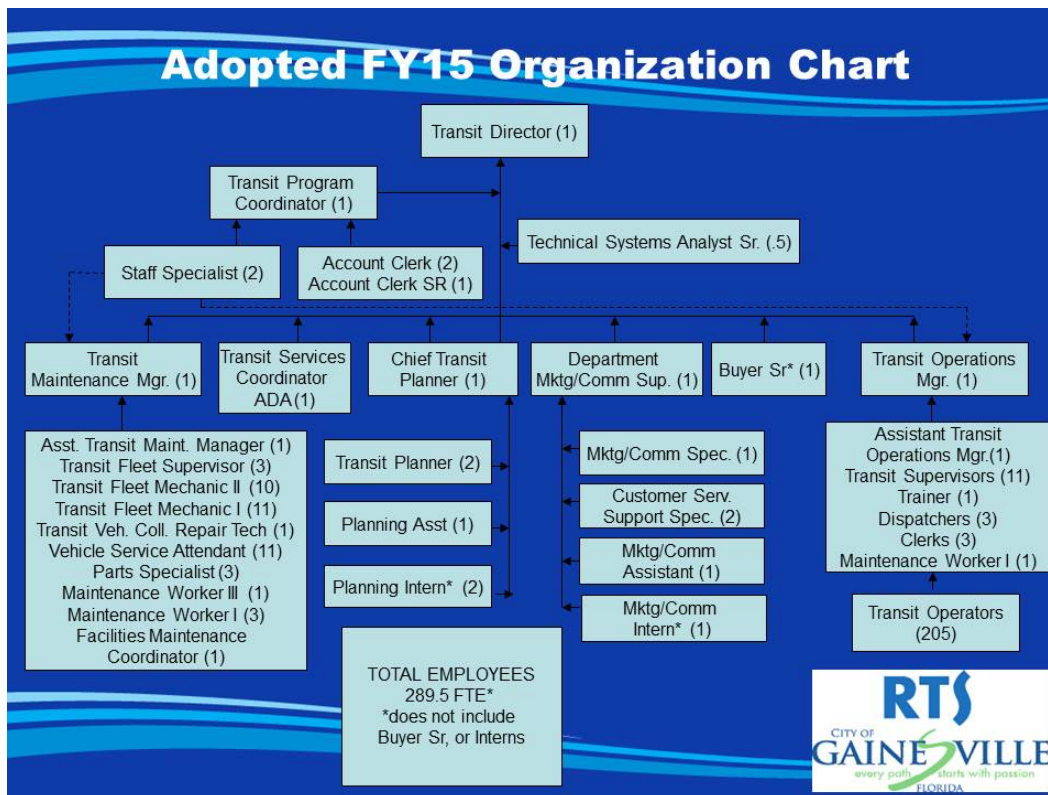 Adopted FY15 Organization Chart
Transit Director (1)
Transit Program
Coordinator (1)
Technical Systems Analyst Sr. (.5)
Staff Specialist (2)
Account Clerk (2)
Account Clerk SR (1)
Transit
Maintenance Mgr. (1)
Transit Services
Coordinator
ADA (1)
Chief Transit
Planner (1)
Department
Mktg/Comm Sup. (1)
Buyer Sr* (1)
Transit Operations
Mgr. (1)
Asst. Transit Maint. Manager (1)
Transit Fleet Supervisor (3)
Transit Fleet Mechanic II (10)
Transit Fleet Mechanic I (11)
Transit Veh. Coll. Repair Tech (1)
Vehicle Service Attendant (11)
Parts Specialist (3)
Maintenance Worker III (1)
Maintenance Worker I (3)
Facilities Maintenance
Coordinator (1)
Transit Planner (2)
Planning Asst (1)
Planning Intern* (2)
Mktg/Comm Spec. (1)
Customer Serv.
Support Spec. (2)
Mktg/Comm
Assistant (1)
Mktg/Comm
Intern* (1)
Assistant Transit
Operations Mgr.(1)
Transit Supervisors (11)
Trainer (1)
Dispatchers (3)
Clerks (3)
Maintenance Worker I (1)
Transit Operators
(205)
TOTAL EMPLOYEES
289.5 FTE*
*does not include
Buyer Sr, or Interns
RTS
CITY OF
GAINESVILLE
every path starts with passion
FLORIDA